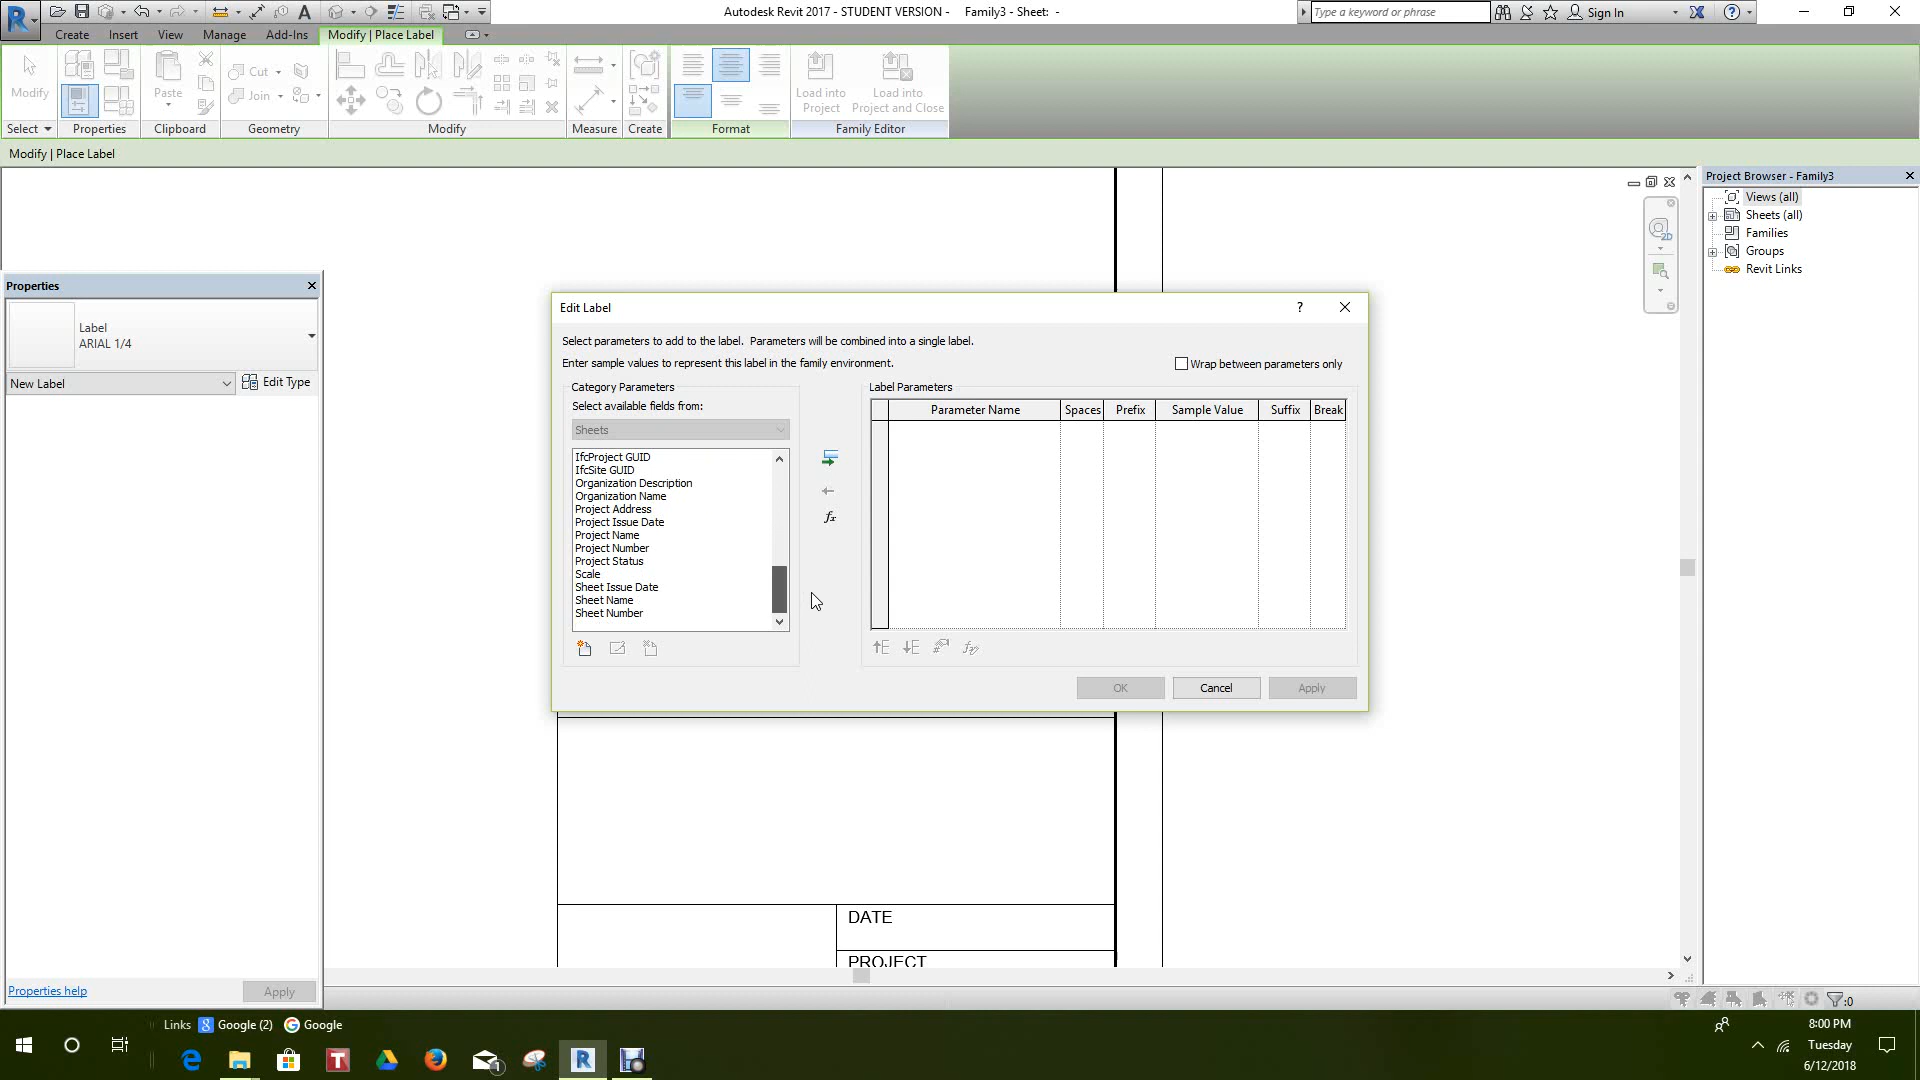 Autodesk Revit 2017 - STUDENT VERSION - Family3 - Sheet: -
Type a keyword or phrase
Sign In
Create Insert View Manage Add-Ins Modify | Place Label
Modify
Cut
Join
Paste
Load into Project
Load into Project and Close
Select Properties Clipboard Geometry Modify Measure Create Format Family Editor
Modify | Place Label
Properties
Label
ARIAL 1/4
New Label
Edit Type
Properties help
Apply
Project Browser - Family3
Views (all)
Sheets (all)
Families
Groups
Revit Links
2D
Edit Label
?
Select parameters to add to the label. Parameters will be combined into a single label.
Enter sample values to represent this label in the family environment.
Wrap between parameters only
Category Parameters
Select available fields from:
Sheets
IfcProject GUID
IfcSite GUID
Organization Description
Organization Name
Project Address
Project Issue Date
Project Name
Project Number
Project Status
Scale
Sheet Issue Date
Sheet Name
Sheet Number
fx
Label Parameters
Parameter Name Spaces Prefix Sample Value Suffix Break
OK Cancel Apply
DATE
PROJECT
:0
Links Google (2) Google
8:00 PM
Tuesday
6/12/2018